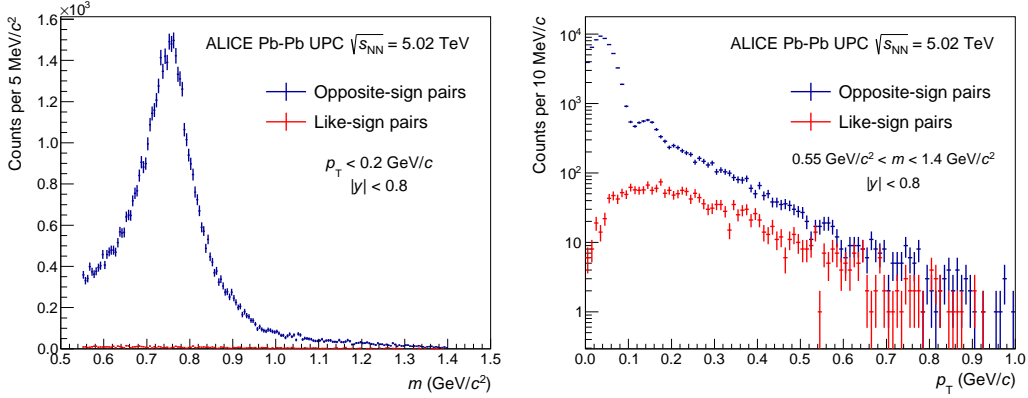 ×10³
1.6
1.4
1.2
1.0
0.8
0.6
0.4
0.2
0.0
Counts per 5 MeV/c²
ALICE Pb-Pb UPC √sNN = 5.02 TeV
Opposite-sign pairs
Like-sign pairs
pT < 0.2 GeV/c
|y| < 0.8
0.5 0.6 0.7 0.8 0.9 1.0 1.1 1.2 1.3 1.4 1.5
m (GeV/c²)
10⁴
10³
10²
10
1
Counts per 10 MeV/c
ALICE Pb-Pb UPC √sNN = 5.02 TeV
Opposite-sign pairs
Like-sign pairs
0.55 GeV/c² < m < 1.4 GeV/c²
|y| < 0.8
0.0 0.1 0.2 0.3 0.4 0.5 0.6 0.7 0.8 0.9 1.0
pT (GeV/c)